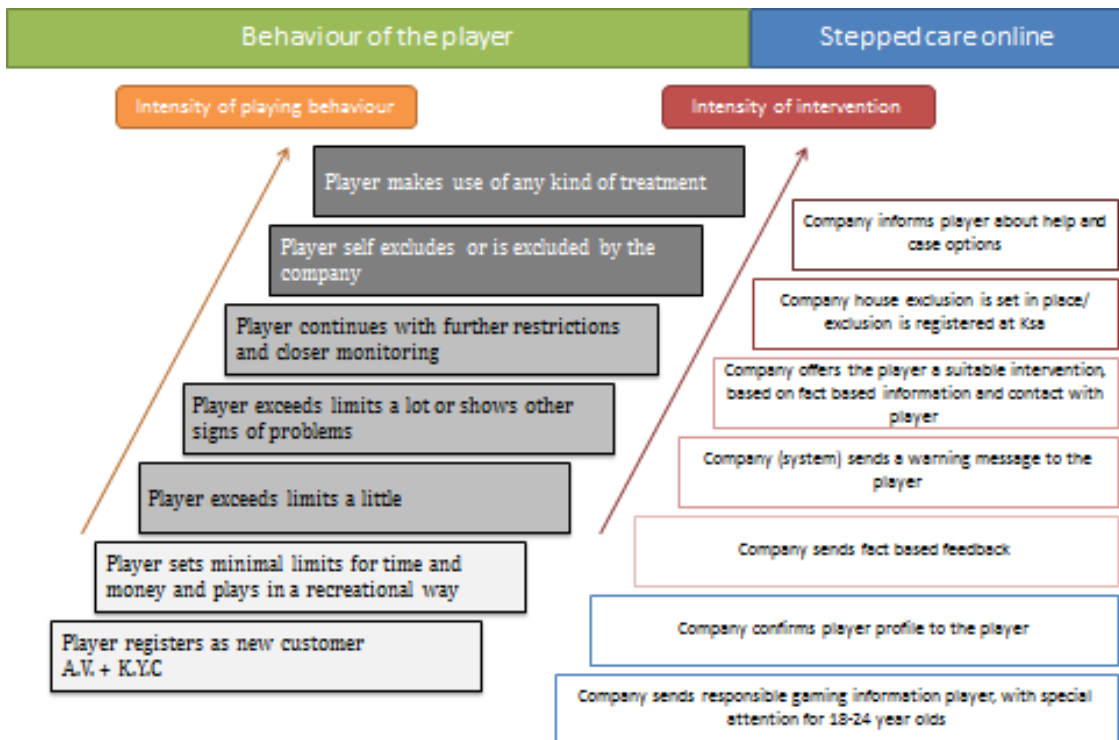 Behaviour of the player
Stepped care online
Intensity of playing behaviour
Intensity of intervention
Player makes use of any kind of treatment
Player self excludes or is excluded by the
company
Player continues with further restrictions
and closer monitoring
Player exceeds limits a lot or shows other
signs of problems
Player exceeds limits a little
Player sets minimal limits for time and
money and plays in a recreational way
Player registers as new customer
A.V. + K.Y.C
Company informs player about help and
case options
Company house exclusion is set in place/
exclusion is registered at Ksa
Company offers the player a suitable intervention,
based on fact based information and contact with
player
Company (system) sends a warning message to the
player
Company sends fact based feedback
Company confirms player profile to the player
Company sends responsible gaming information player, with special
attention for 18-24 year olds